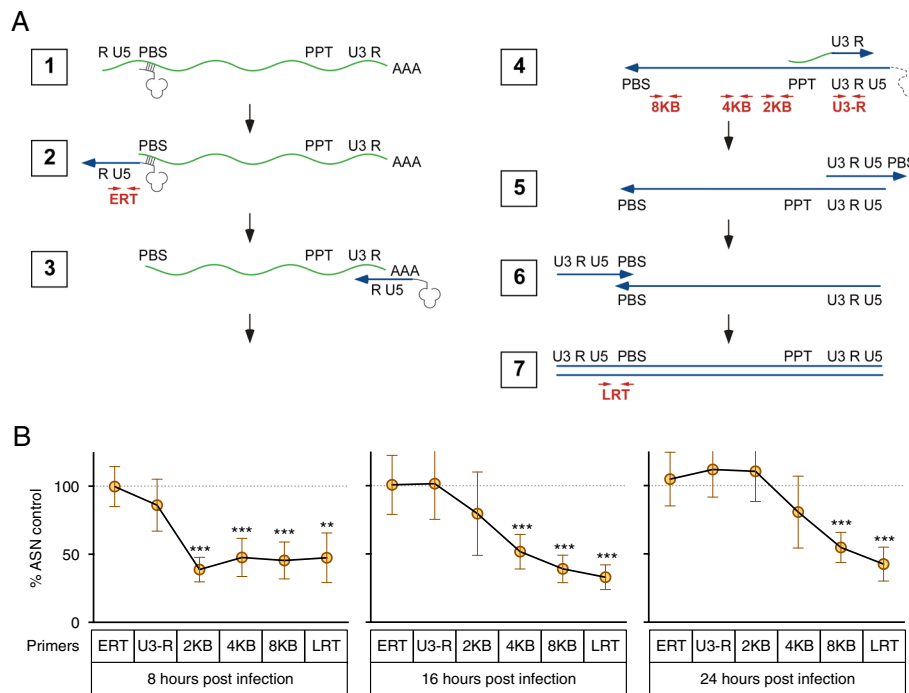 A
1
R U5 PBS PPT U3 R
AAA
2
PBS PPT U3 R
AAA
R U5
ERT
3
PBS PPT U3 R
AAA
R U5
4
U3 R
PBS PPT U3 R U5
8KB 4KB 2KB U3-R
5
U3 R U5 PBS
PBS PPT U3 R U5
6
U3 R U5 PBS
PBS U3 R U5
7
U3 R U5 PBS PPT U3 R U5
LRT
B
% ASN control
100
50
0
*** *** *** **
*** *** ***
*** ***
Primers ERT U3-R 2KB 4KB 8KB LRT ERT U3-R 2KB 4KB 8KB LRT ERT U3-R 2KB 4KB 8KB LRT
8 hours post infection 16 hours post infection 24 hours post infection